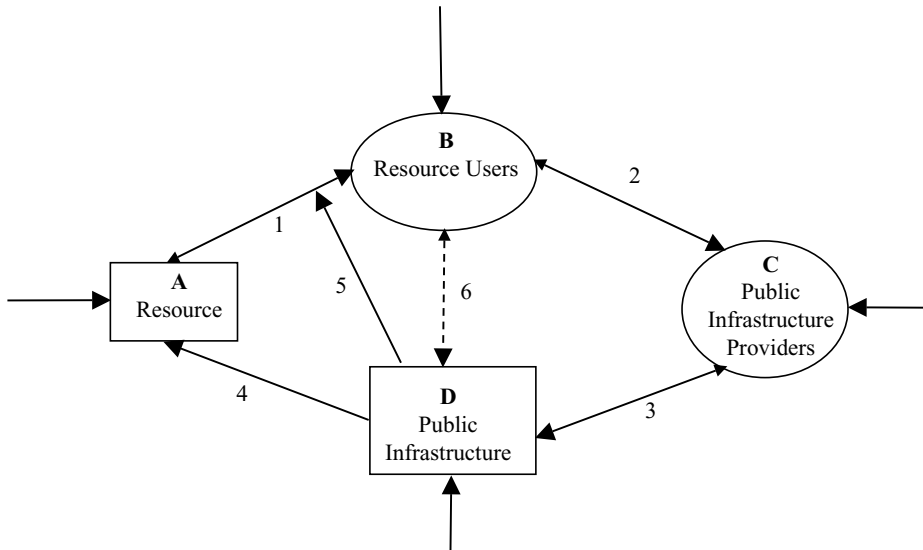 B
Resource Users
2
1
A
Resource
5
6
C
Public
Infrastructure
Providers
4
D
Public
Infrastructure
3